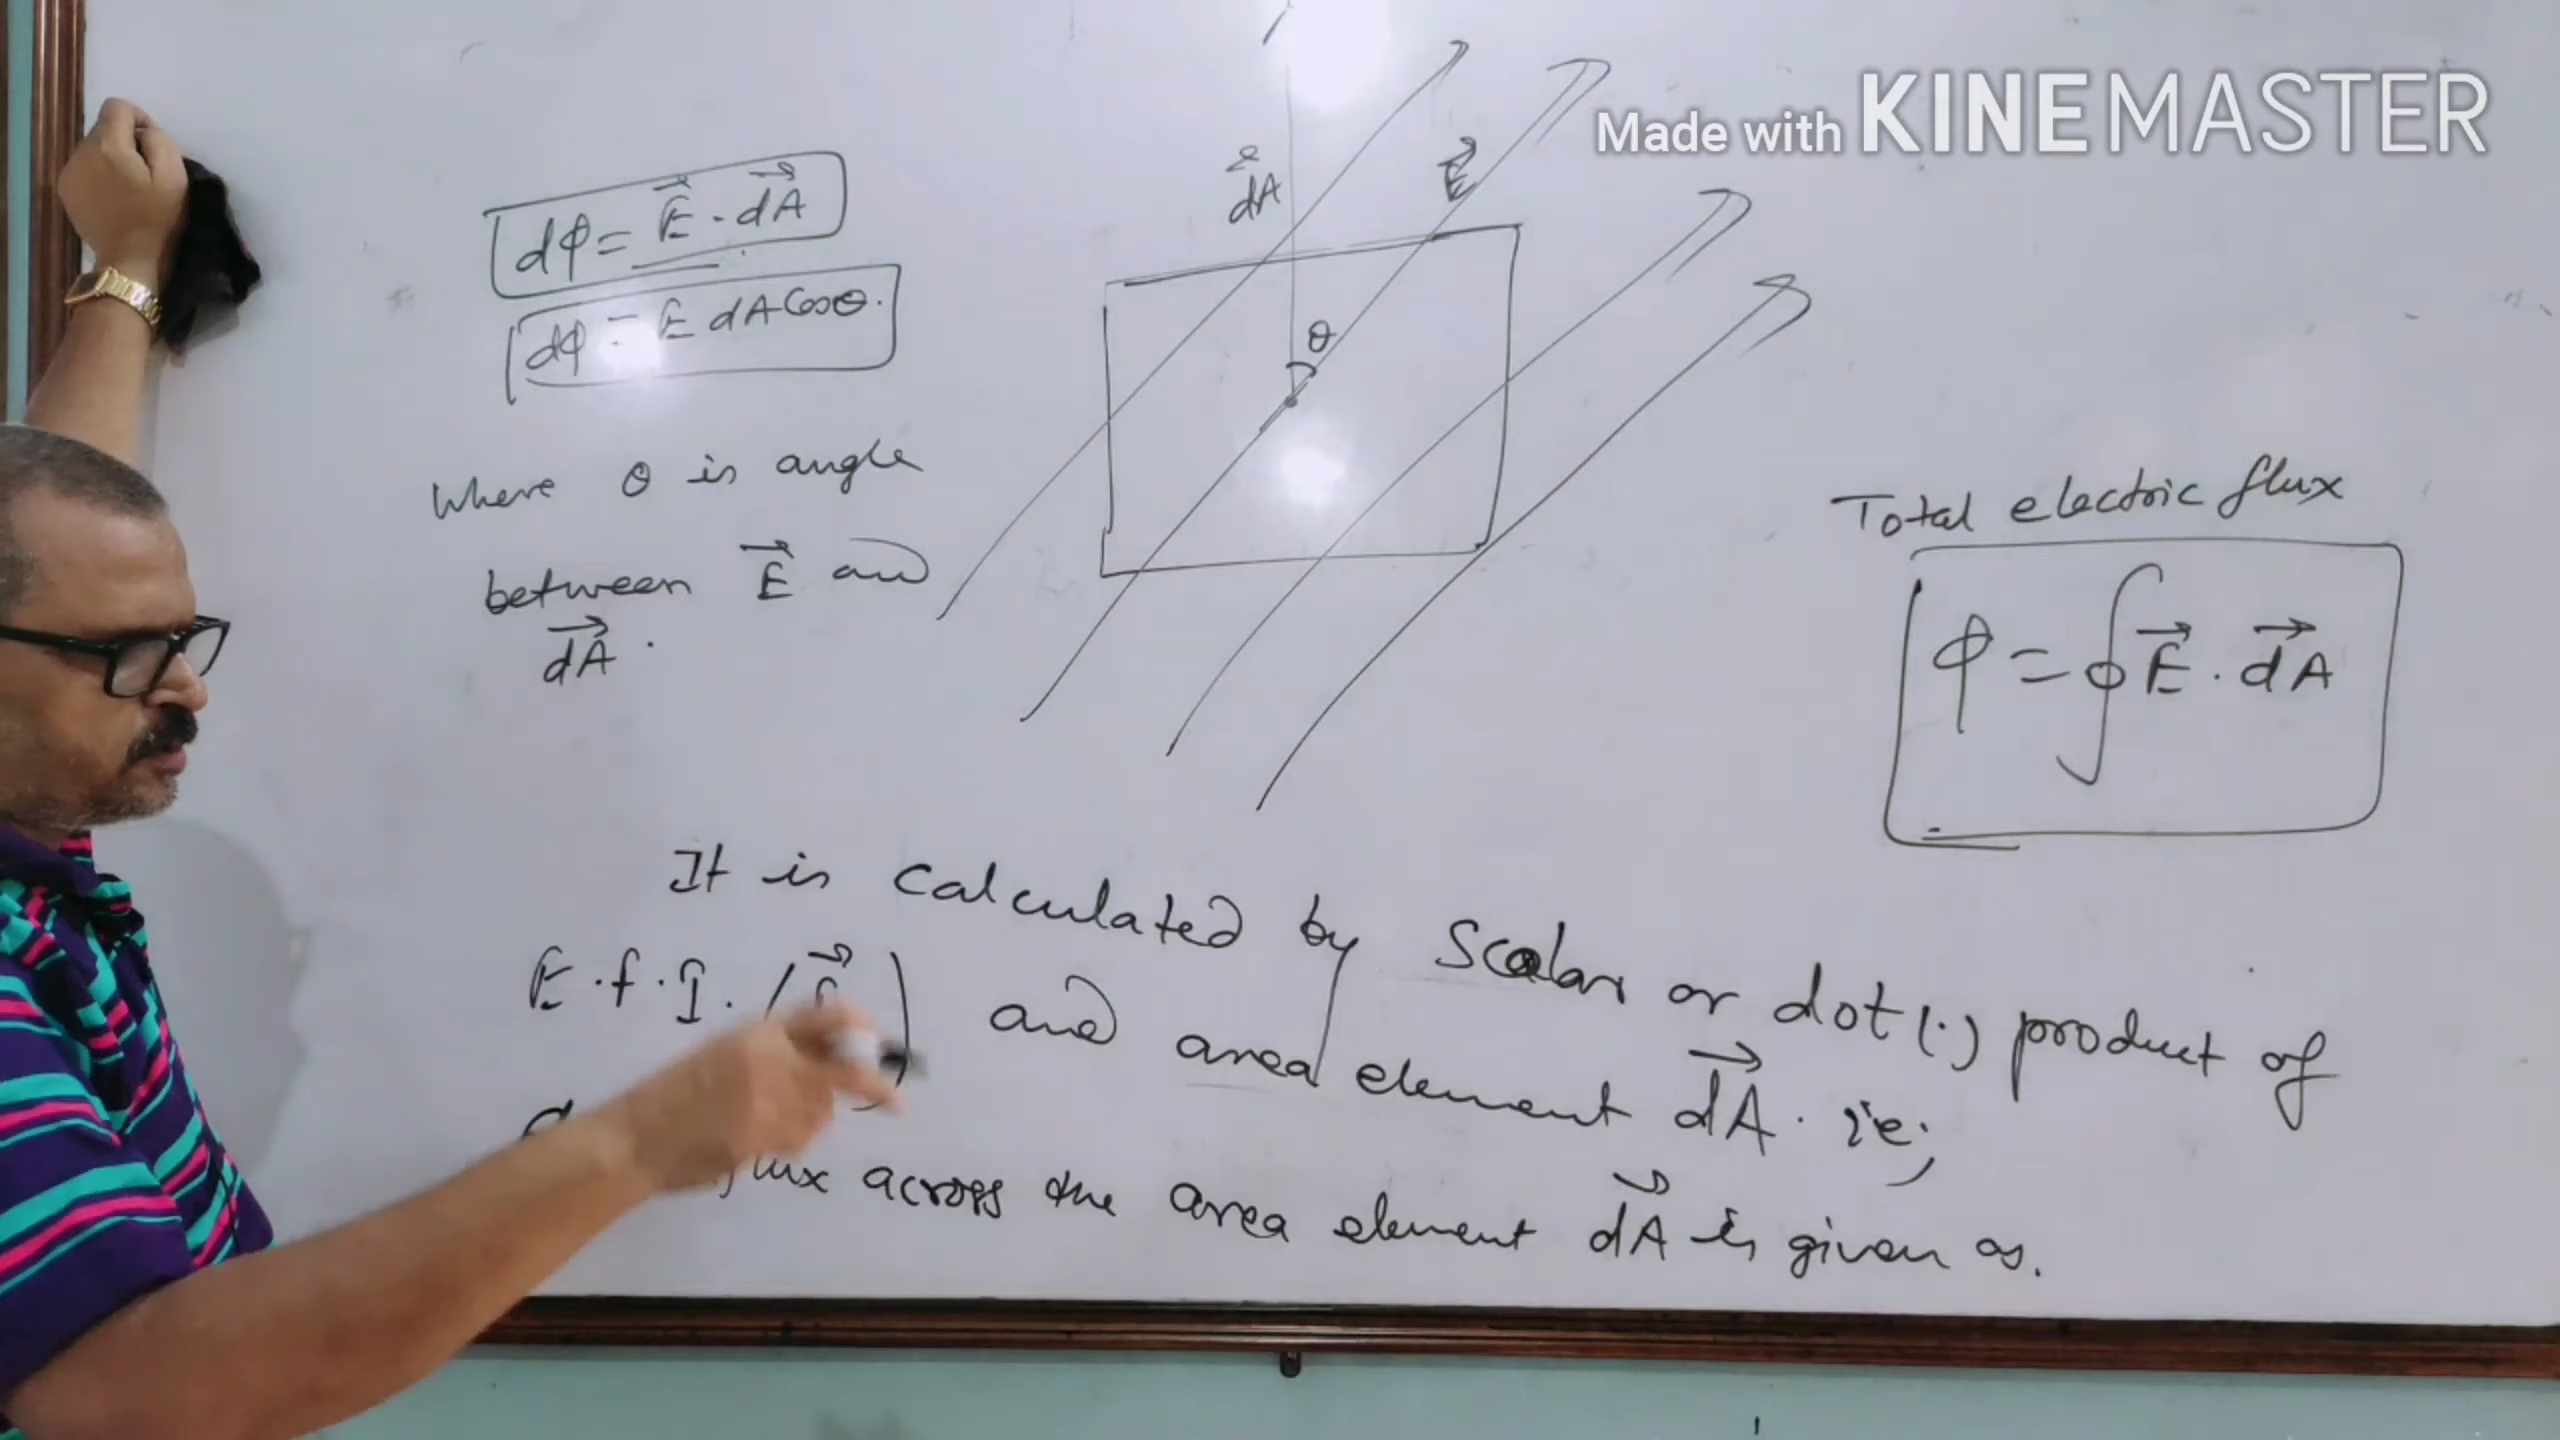 Made with KINEMASTER
dφ = E⃗ . dA⃗
dφ = E dA Cosθ.
Where θ is angle
between E⃗ and
dA⃗ .
dA⃗
E⃗
θ
Total electric flux
φ = ∮ E⃗ . dA⃗
It is calculated by Scalar or dot (.) product of
E.f.I. ( ) and area element dA⃗ . ie;
flux across the area element dA⃗ is given as.